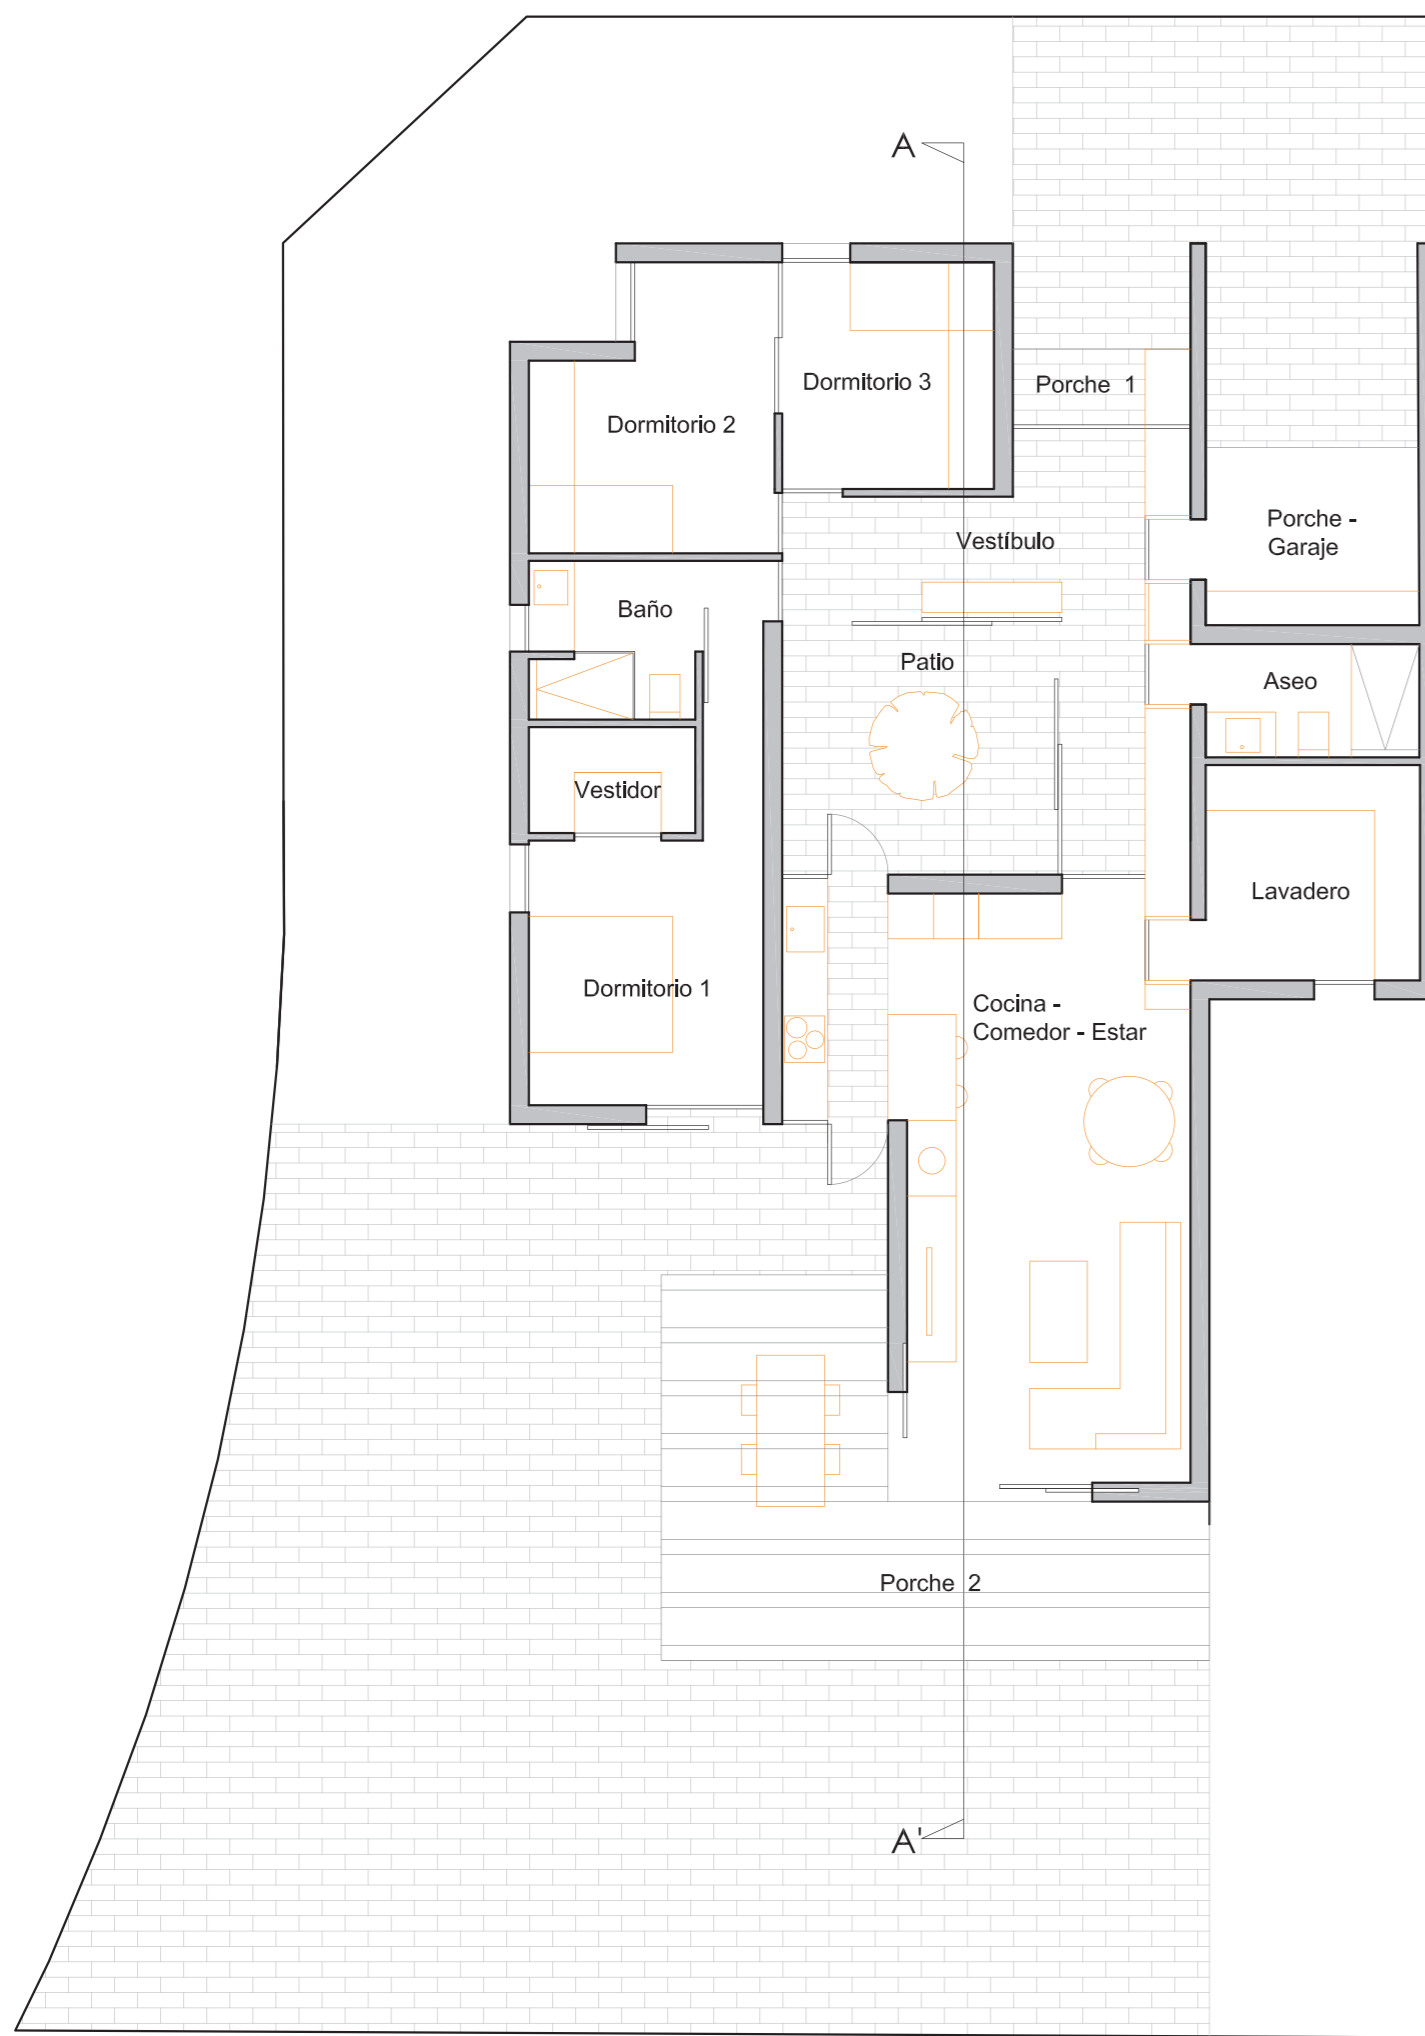 A
Dormitorio 3
Porche 1
Dormitorio 2
Porche -
Garaje
Vestíbulo
Baño
Patio
Aseo
Vestidor
Lavadero
Dormitorio 1
Cocina -
Comedor - Estar
Porche 2
A'